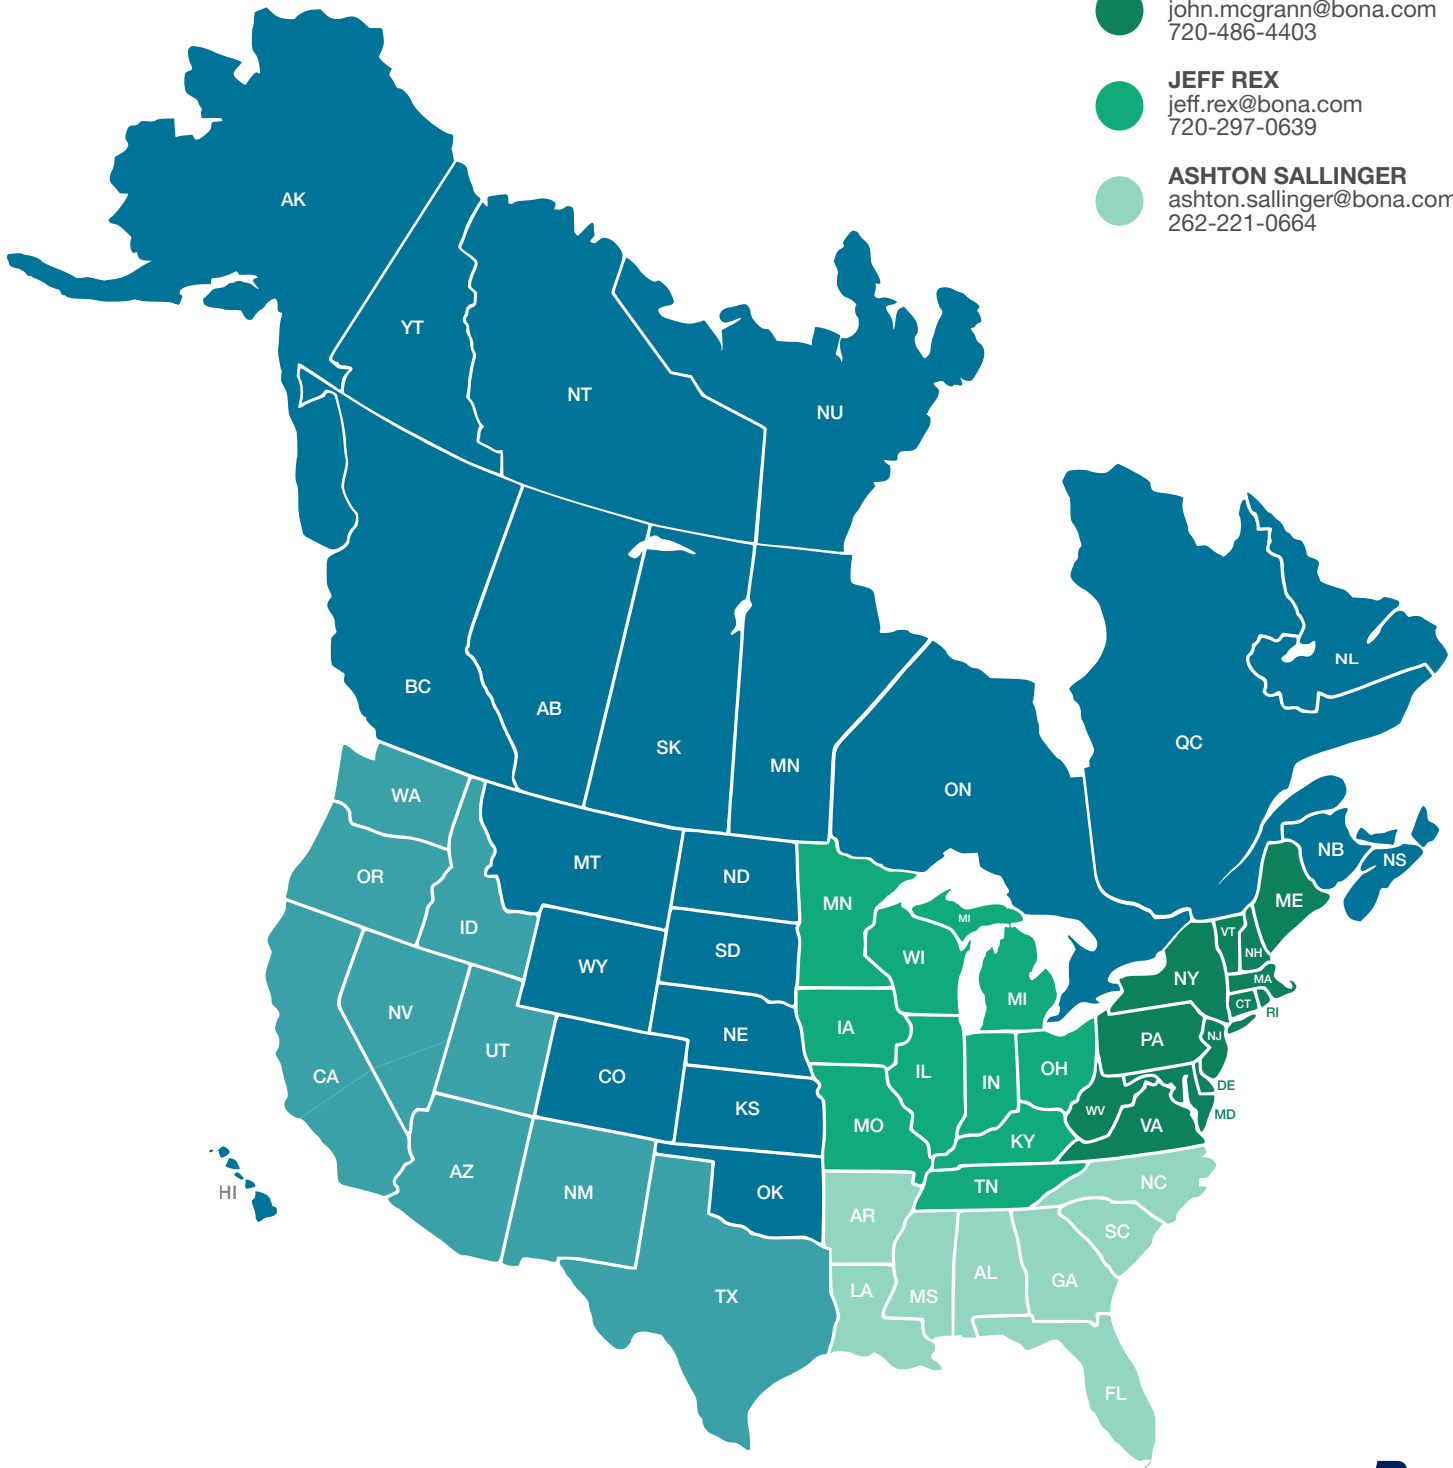 john.mcgrann@bona.com
720-486-4403
JEFF REX
jeff.rex@bona.com
720-297-0639
ASHTON SALLINGER
ashton.sallinger@bona.com
262-221-0664
AK
YT
NT
NU
BC
AB
SK
MN
ON
QC
NL
NB
NS
WA
OR
ID
MT
ND
MN
MI
WI
MI
ME
VT
NH
MA
CT
RI
NY
SD
WY
NV
UT
CA
CO
NE
IA
IL
IN
OH
PA
NJ
DE
MD
WV
VA
KS
MO
KY
AZ
NM
OK
TN
NC
HI
AR
SC
TX
LA
MS
AL
GA
FL